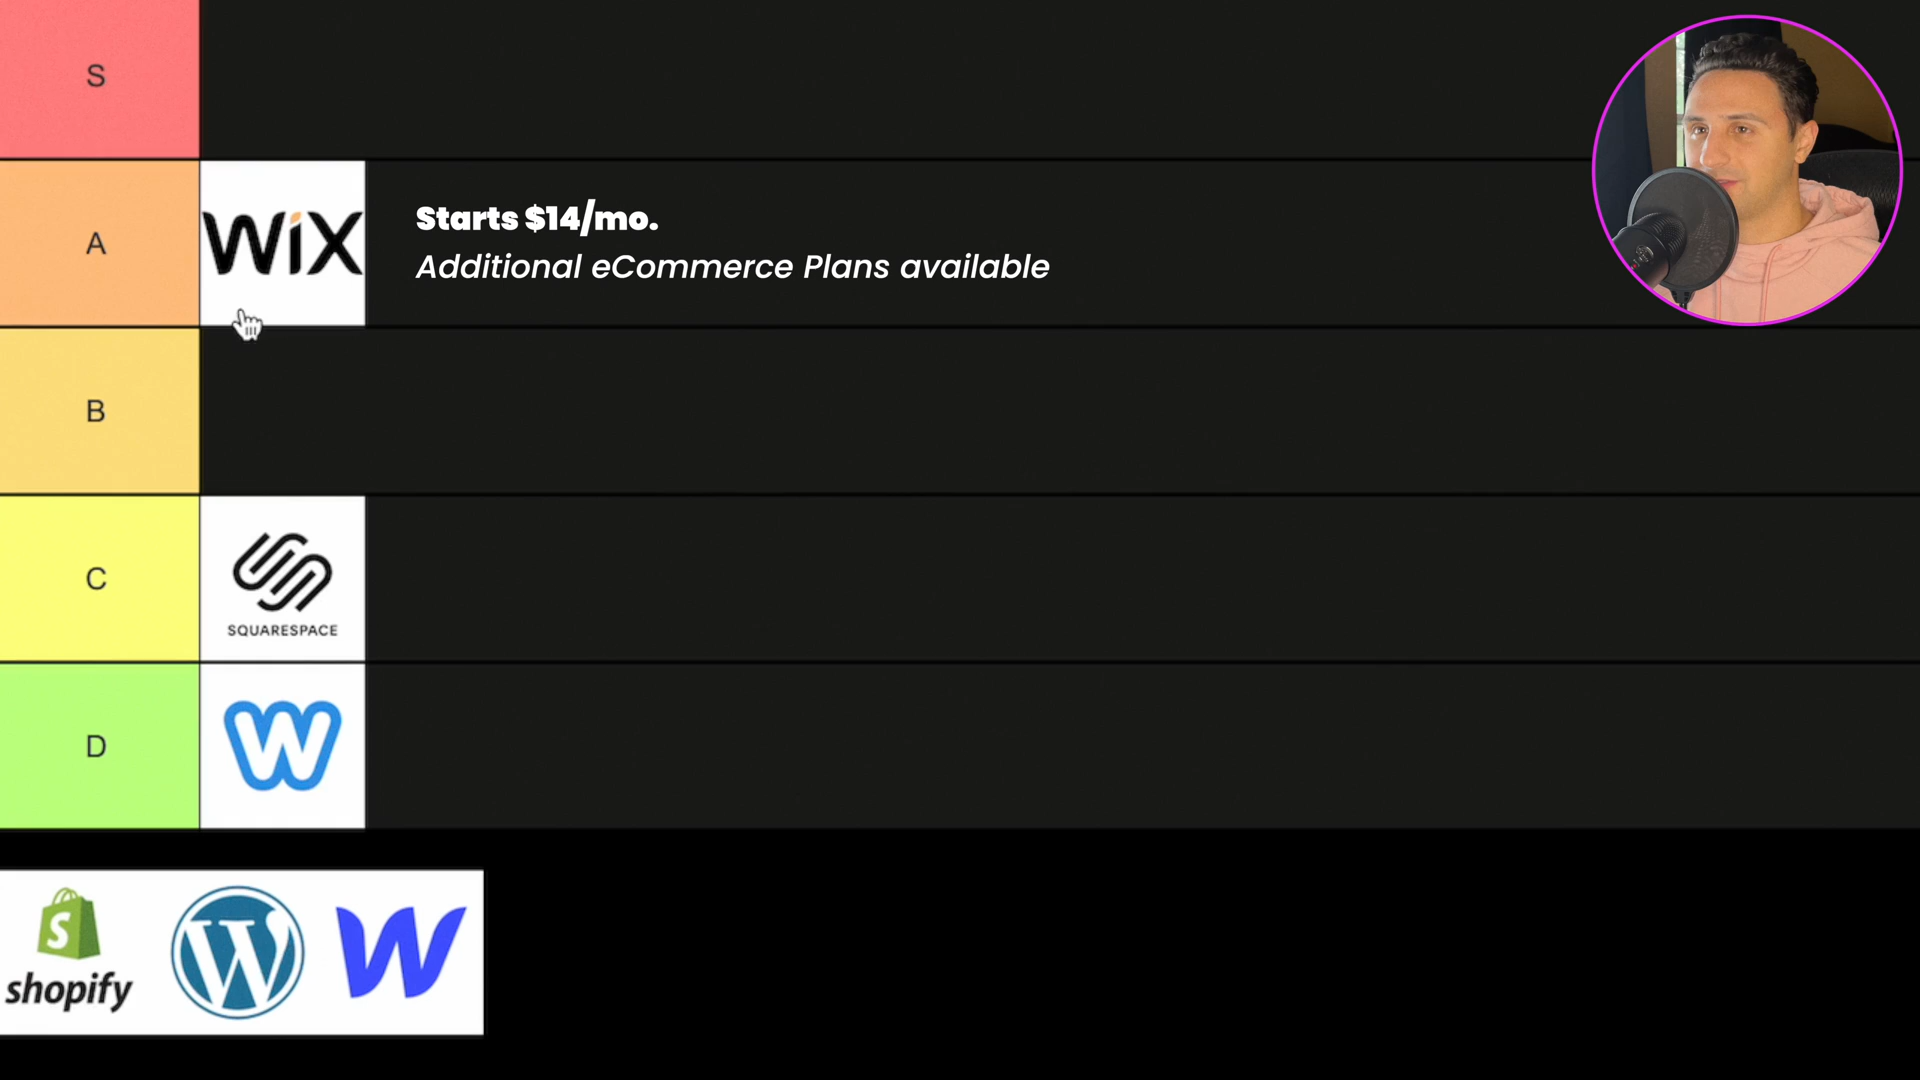 S
A
WiX
Starts $14/mo.
Additional eCommerce Plans available
B
C
SQUARESPACE
D
W
S
shopify
W
W